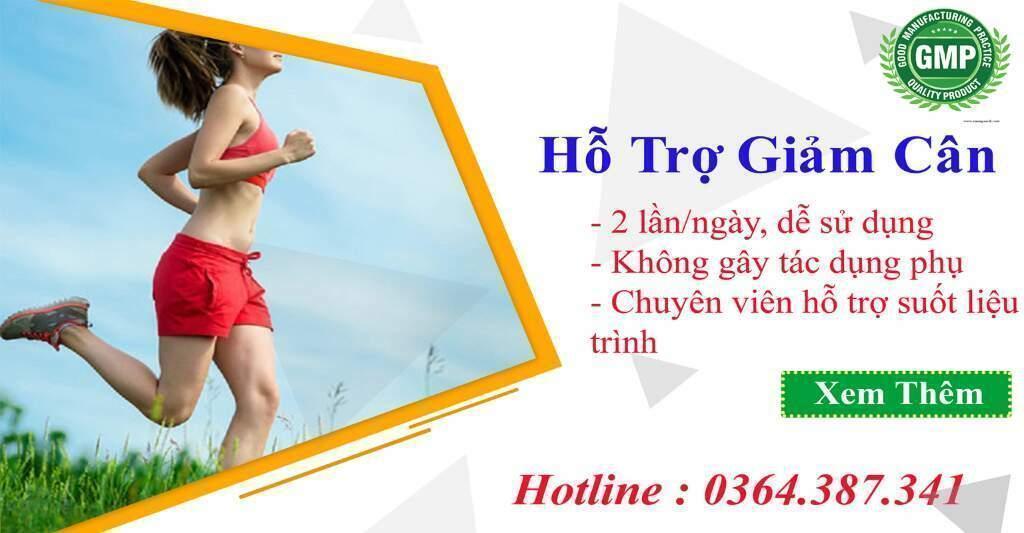 GOOD MANUFACTURING PRACTICE
GMP
QUALITY PRODUCT
Hỗ Trợ Giảm Cân
- 2 lần/ngày, dễ sử dụng
- Không gây tác dụng phụ
- Chuyên viên hỗ trợ suốt liệu
trình
Xem Thêm
Hotline : 0364.387.341